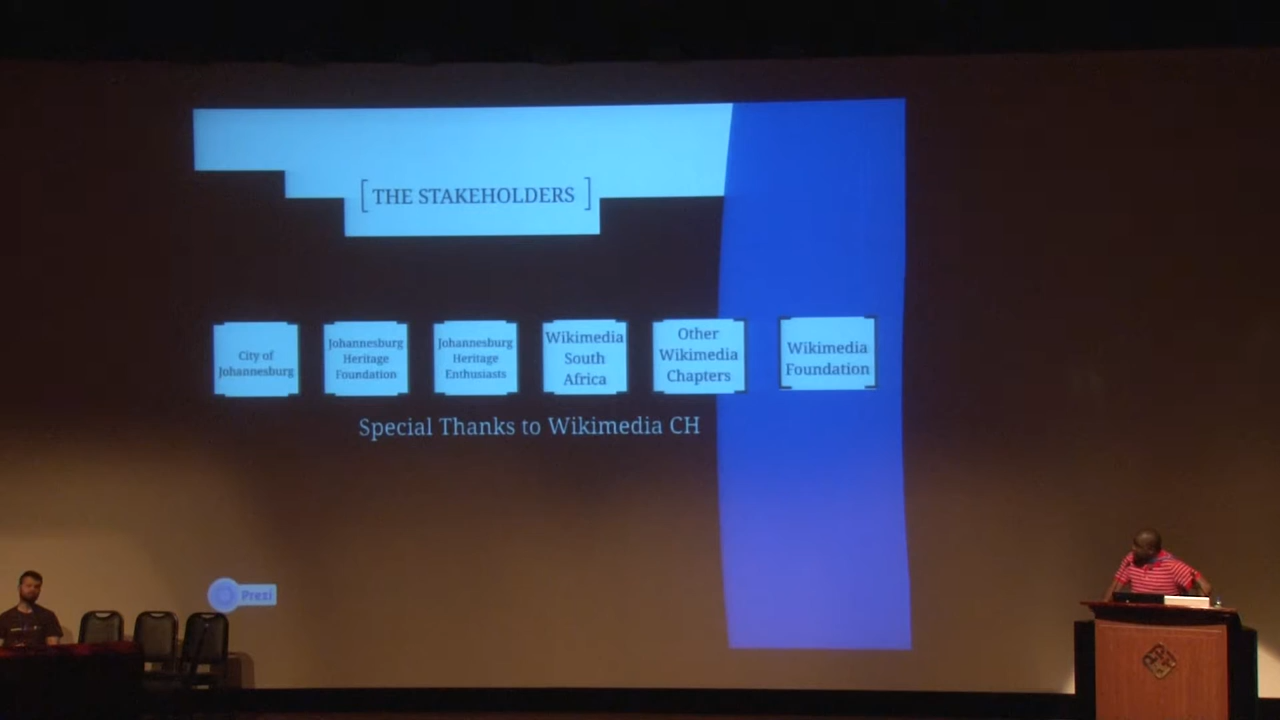 [ THE STAKEHOLDERS ]
City of
Johannesburg
Johannesburg
Heritage
Foundation
Johannesburg
Heritage
Enthusiasts
Wikimedia
South
Africa
Other
Wikimedia
Chapters
Wikimedia
Foundation
Special Thanks to Wikimedia CH
Prezi